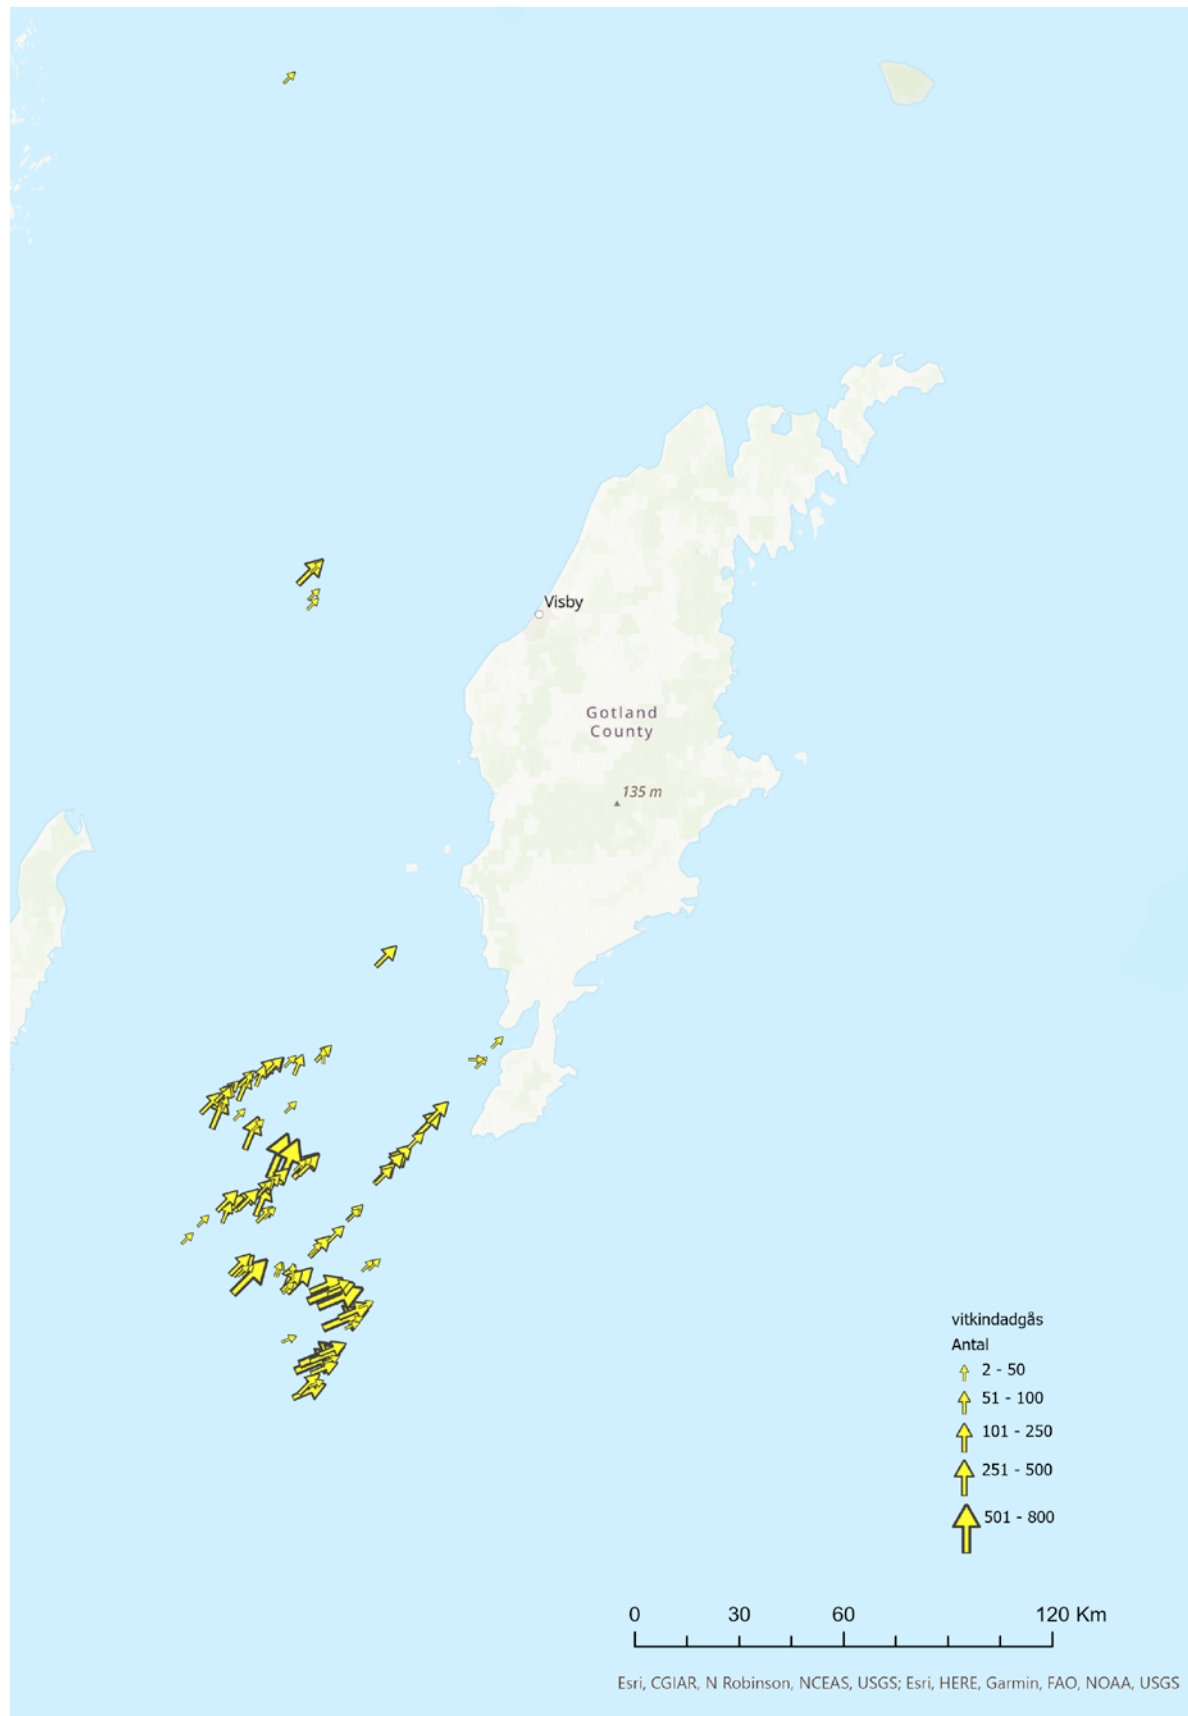 Visby
Gotland
County
135 m
vitkindadgås
Antal
2 - 50
51 - 100
101 - 250
251 - 500
501 - 800
0 30 60 120 Km
Esri, CGIAR, N Robinson, NCEAS, USGS; Esri, HERE, Garmin, FAO, NOAA, USGS